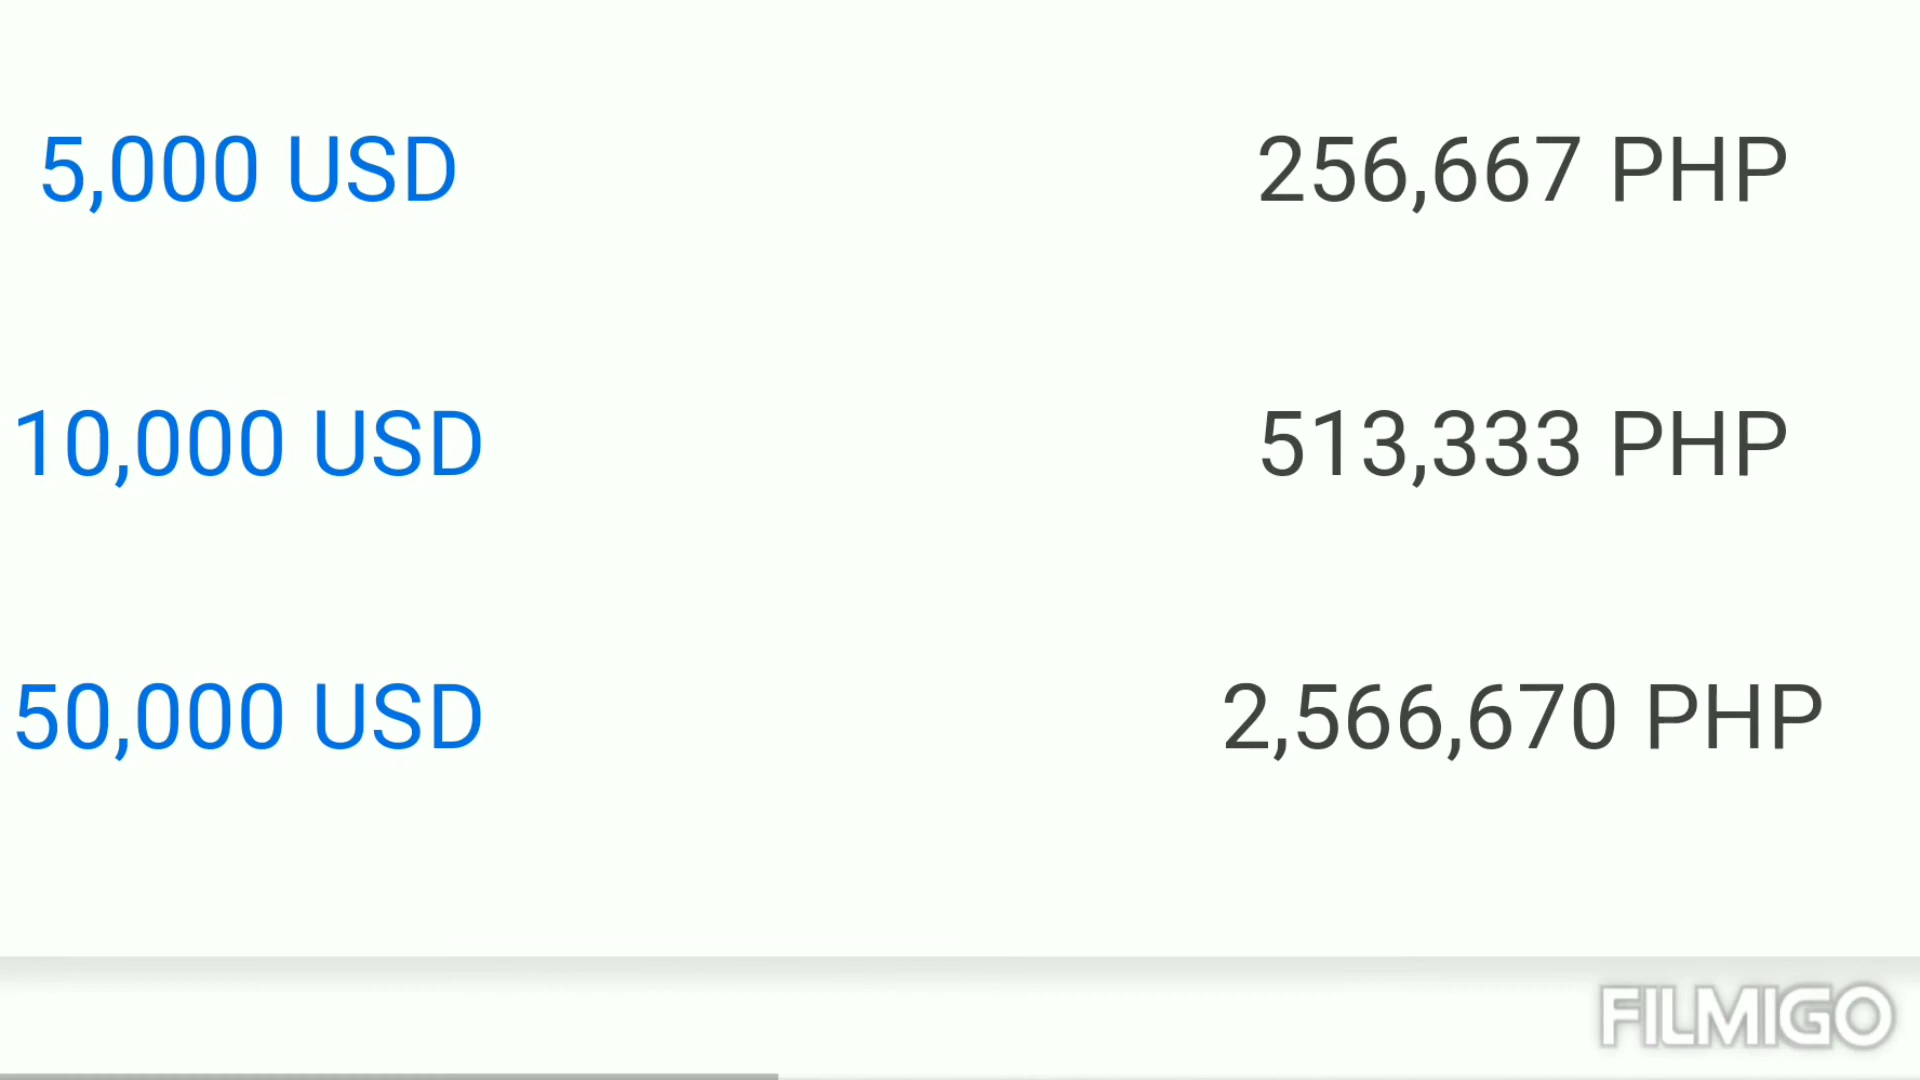 5,000 USD 256,667 PHP
10,000 USD 513,333 PHP
50,000 USD 2,566,670 PHP
FILMIGO